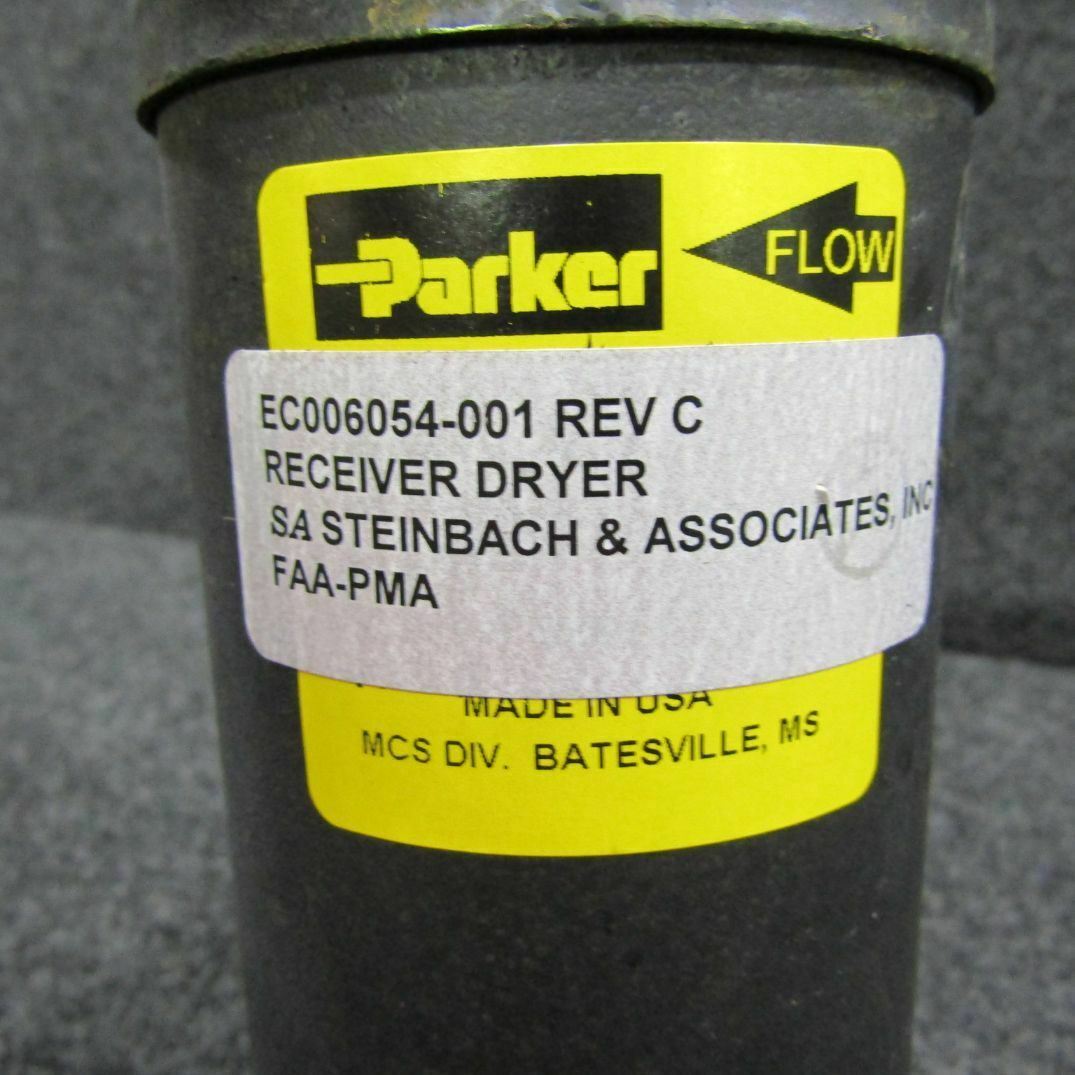 Parker
FLOW
EC006054-001 REV C
RECEIVER DRYER
SA STEINBACH & ASSOCIATES, INC
FAA-PMA
MADE IN USA
MCS DIV. BATESVILLE, MS